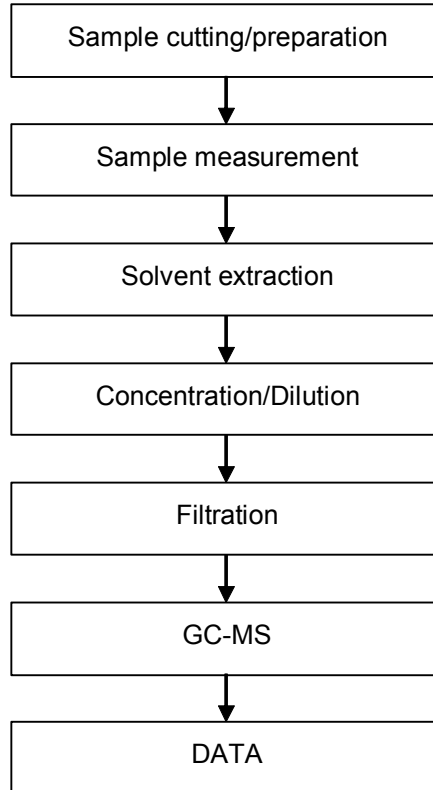 Sample cutting/preparation
Sample measurement
Solvent extraction
Concentration/Dilution
Filtration
GC-MS
DATA